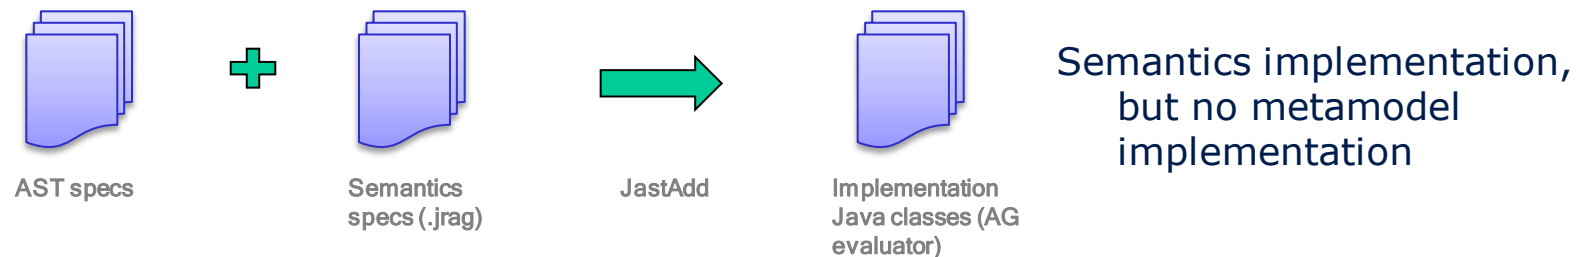 Semantics implementation,
but no metamodel
implementation
AST specs
Semantics
specs (.jrag)
JastAdd
Implementation
Java classes (AG
evaluator)